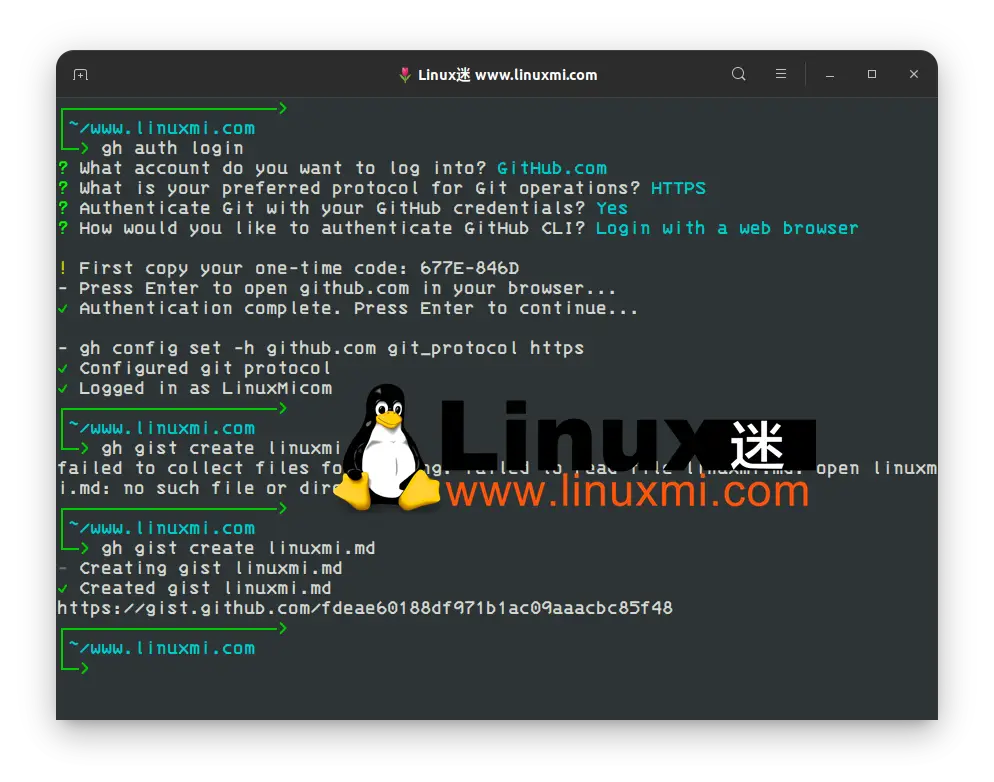 Linux迷 www.linuxmi.com
~/www.linuxmi.com
gh auth login
? What account do you want to log into? GitHub.com
? What is your preferred protocol for Git operations? HTTPS
? Authenticate Git with your GitHub credentials? Yes
? How would you like to authenticate GitHub CLI? Login with a web browser
! First copy your one-time code: 677E-846D
- Press Enter to open github.com in your browser...
✓ Authentication complete. Press Enter to continue...
- gh config set -h github.com git_protocol https
✓ Configured git protocol
✓ Logged in as LinuxMicom
~/www.linuxmi.com
gh gist create linuxmi
failed to collect files failed to read file linuxmi.md: open linuxm
i.md: no such file or
Linux迷
www.linuxmi.com
~/www.linuxmi.com
gh gist create linuxmi.md
- Creating gist linuxmi.md
✓ Created gist linuxmi.md
https://gist.github.com/fdeae60188df971b1ac09aaacbc85f48
~/www.linuxmi.com